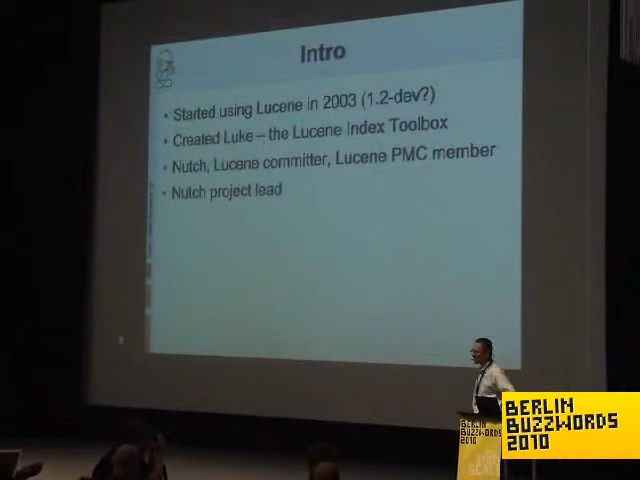 Intro
• Started using Lucene in 2003 (1.2-dev?)
• Created Luke – the Lucene Index Toolbox
• Nutch, Lucene committer, Lucene PMC member
• Nutch project lead
BERLIN
BUZZWORDS
2010
BERLIN
BUZZWORDS
2010